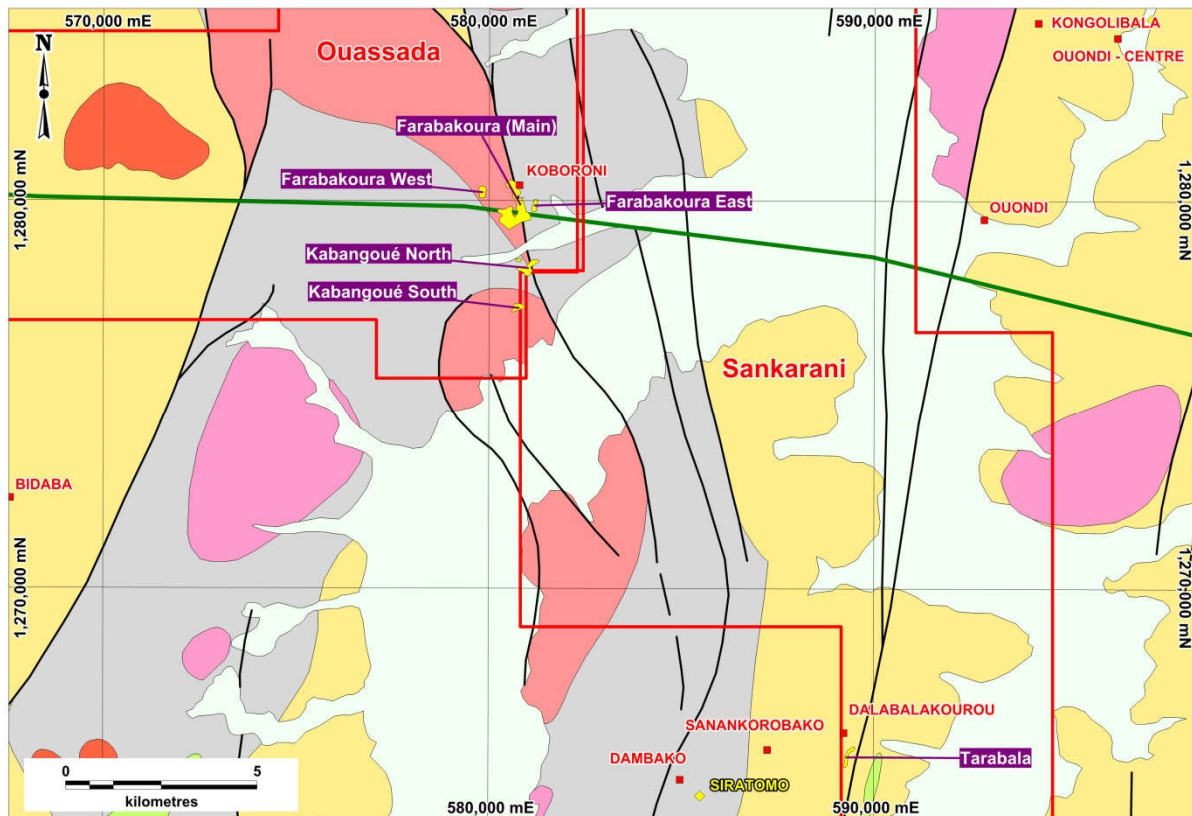 570,000 mE
580,000 mE
590,000 mE
KONGOLIBALA
OUONDI - CENTRE
N
Ouassada
Farabakoura (Main)
Farabakoura West
KOBORONI
Farabakoura East
1,280,000 mN
1,280,000 mN
OUONDI
Kabangoué North
Kabangoué South
Sankarani
BIDABA
1,270,000 mN
1,270,000 mN
DALABALAKOUROU
SANANKOROBAKO
DAMBAKO
Tarabala
SIRATOMO
0 5
kilometres
580,000 mE
590,000 mE